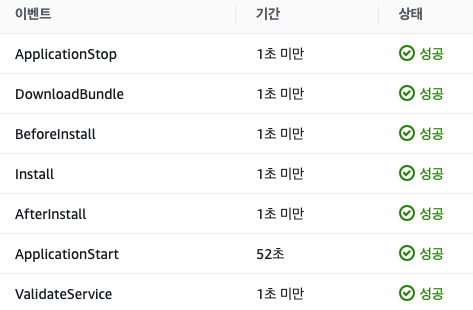 이벤트 기간 상태
ApplicationStop 1초 미만 성공
DownloadBundle 1초 미만 성공
BeforeInstall 1초 미만 성공
Install 1초 미만 성공
AfterInstall 1초 미만 성공
ApplicationStart 52초 성공
ValidateService 1초 미만 성공